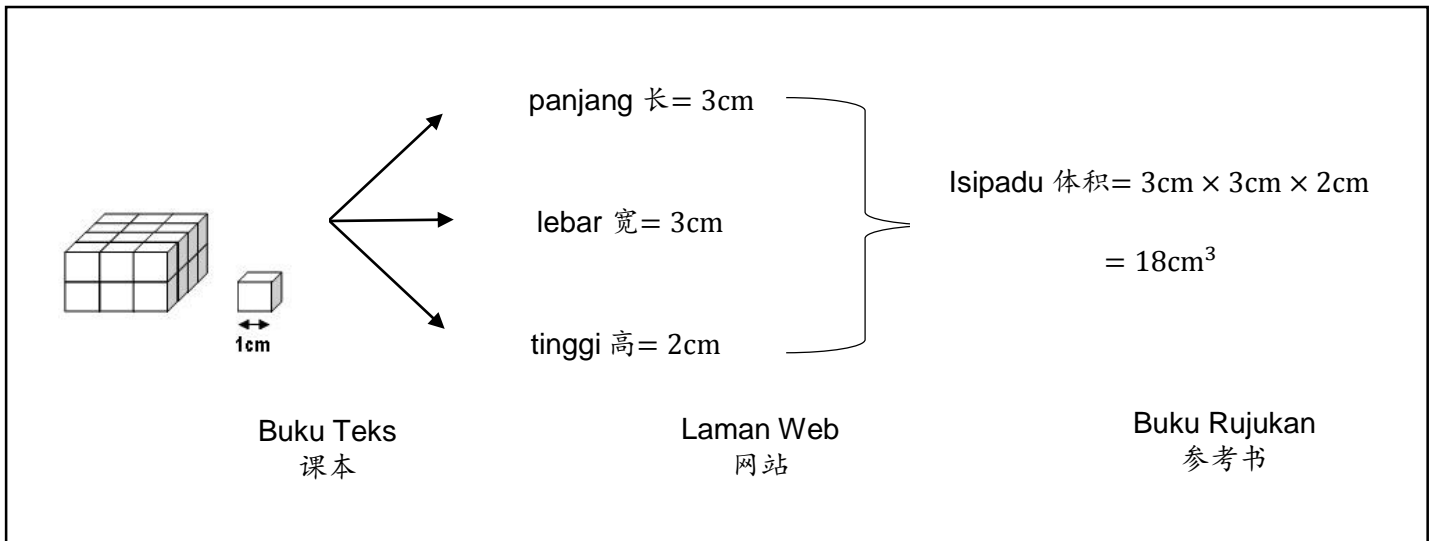 panjang 长= 3cm
lebar 宽= 3cm
tinggi 高= 2cm
Isipadu 体积= 3cm × 3cm × 2cm
= 18cm³
1cm
Buku Teks
课本
Laman Web
网站
Buku Rujukan
参考书